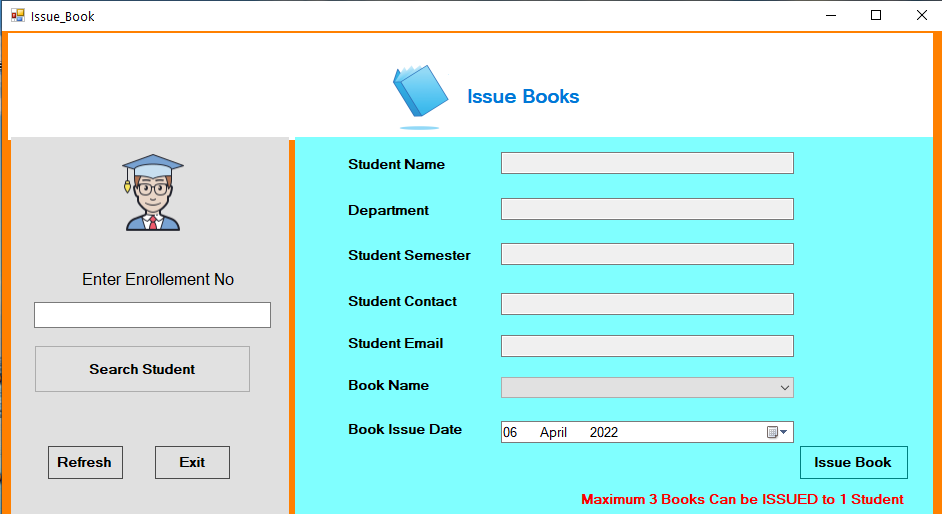 Issue_Book
Issue Books
Enter Enrollement No
Search Student
Refresh
Exit
Student Name
Department
Student Semester
Student Contact
Student Email
Book Name
Book Issue Date
06 April 2022
Issue Book
Maximum 3 Books Can be ISSUED to 1 Student